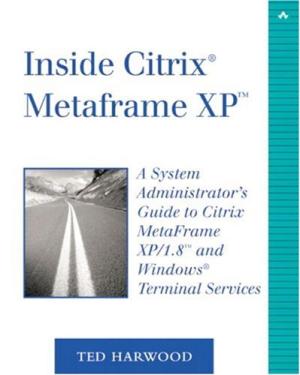 Inside Citrix®
Metaframe XP™
A System
Administrator's
Guide to Citrix
MetaFrame
XP/1.8™ and
Windows®
Terminal Services
TED HARWOOD